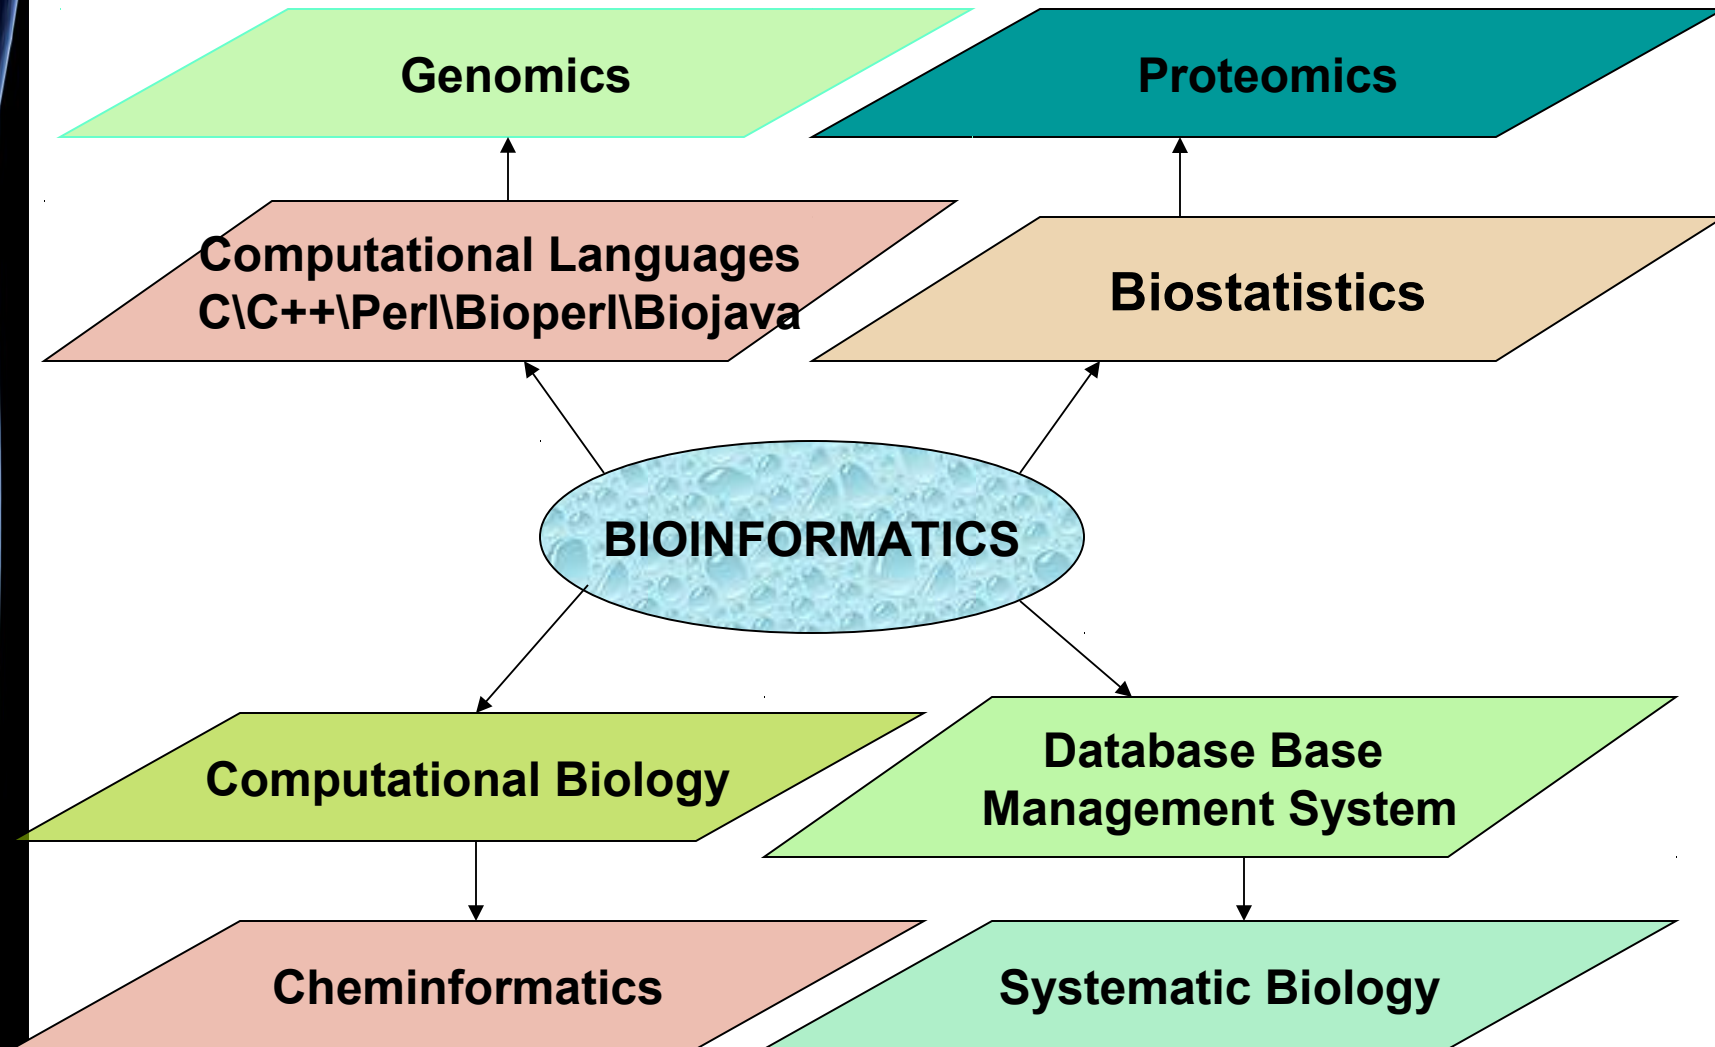 Genomics
Proteomics
Computational Languages
C\C++\Perl\Bioperl\Biojava
Biostatistics
BIOINFORMATICS
Computational Biology
Database Base
Management System
Cheminformatics
Systematic Biology